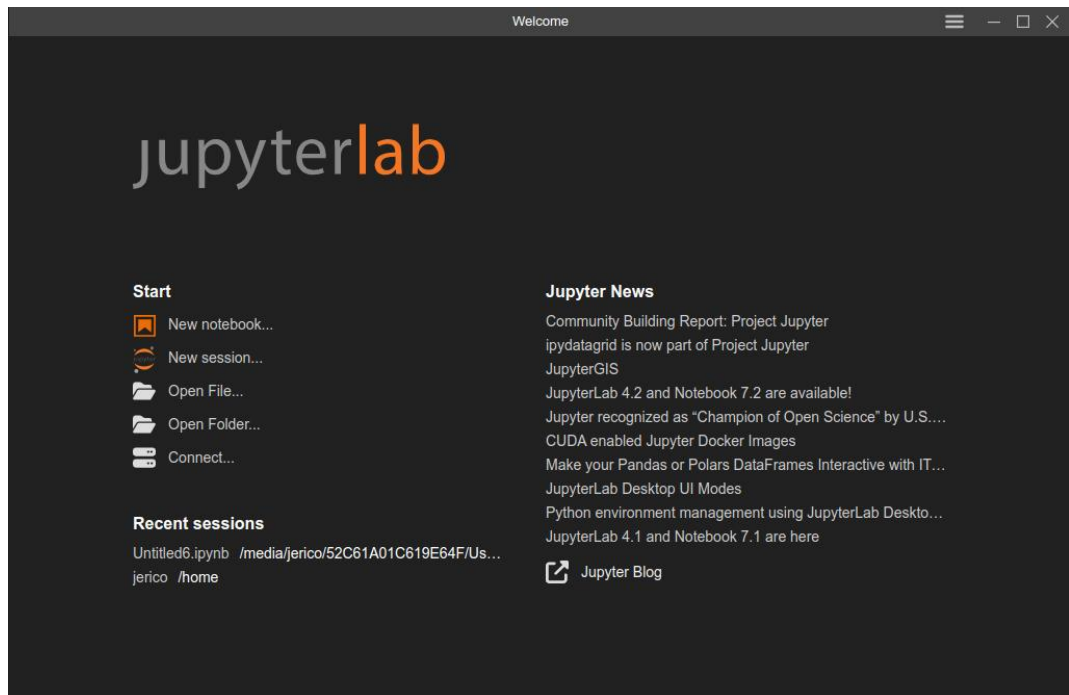 Welcome
jupyterlab
Start
New notebook...
New session...
Open File...
Open Folder...
Connect...
Recent sessions
Untitled6.ipynb /media/jerico/52C61A01C619E64F/Us...
jerico /home
Jupyter News
Community Building Report: Project Jupyter
ipydatagrid is now part of Project Jupyter
JupyterGIS
JupyterLab 4.2 and Notebook 7.2 are available!
Jupyter recognized as “Champion of Open Science” by U.S....
CUDA enabled Jupyter Docker Images
Make your Pandas or Polars DataFrames Interactive with IT...
JupyterLab Desktop UI Modes
Python environment management using JupyterLab Deskto...
JupyterLab 4.1 and Notebook 7.1 are here
Jupyter Blog